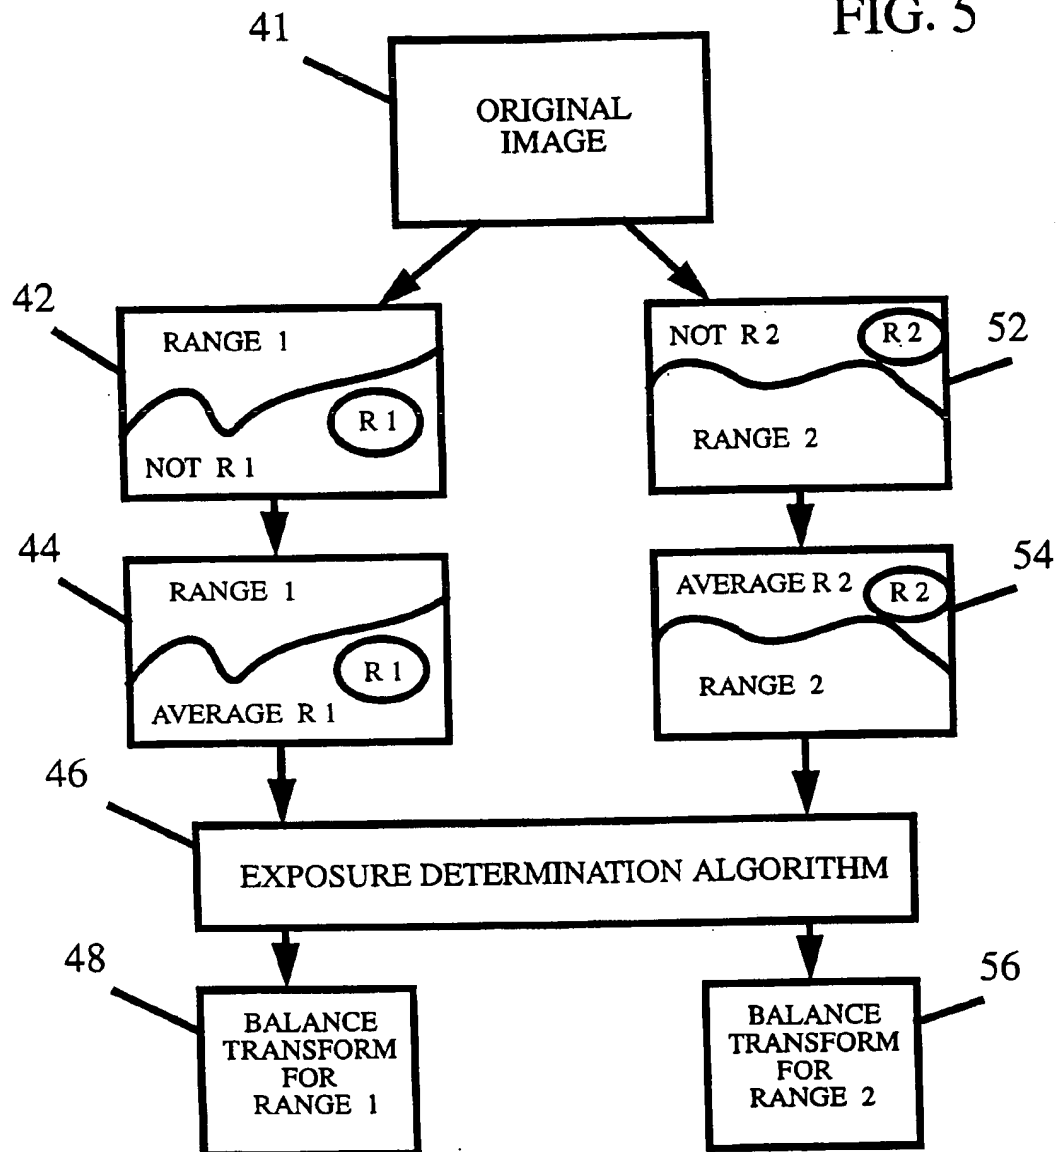 FIG. 5
41
ORIGINAL
IMAGE
42
RANGE 1
R 1
NOT R 1
NOT R 2
R 2
52
RANGE 2
44
RANGE 1
R 1
AVERAGE R 1
AVERAGE R 2
R 2
54
RANGE 2
46
EXPOSURE DETERMINATION ALGORITHM
48
BALANCE
TRANSFORM
FOR
RANGE 1
56
BALANCE
TRANSFORM
FOR
RANGE 2